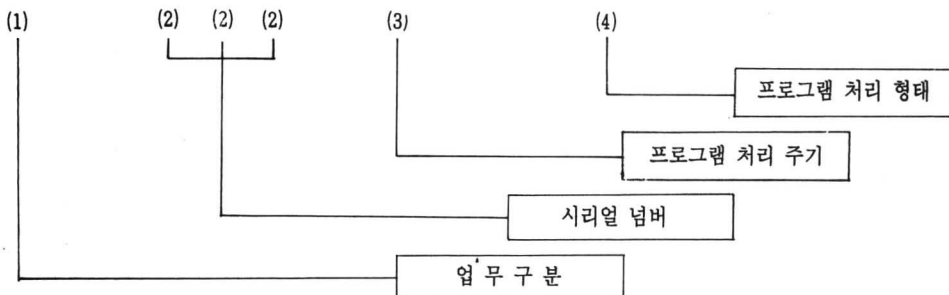 (1) (2) (2) (2) (3) (4)
프로그램 처리 형태
프로그램 처리 주기
시리얼 넘버
업무구분